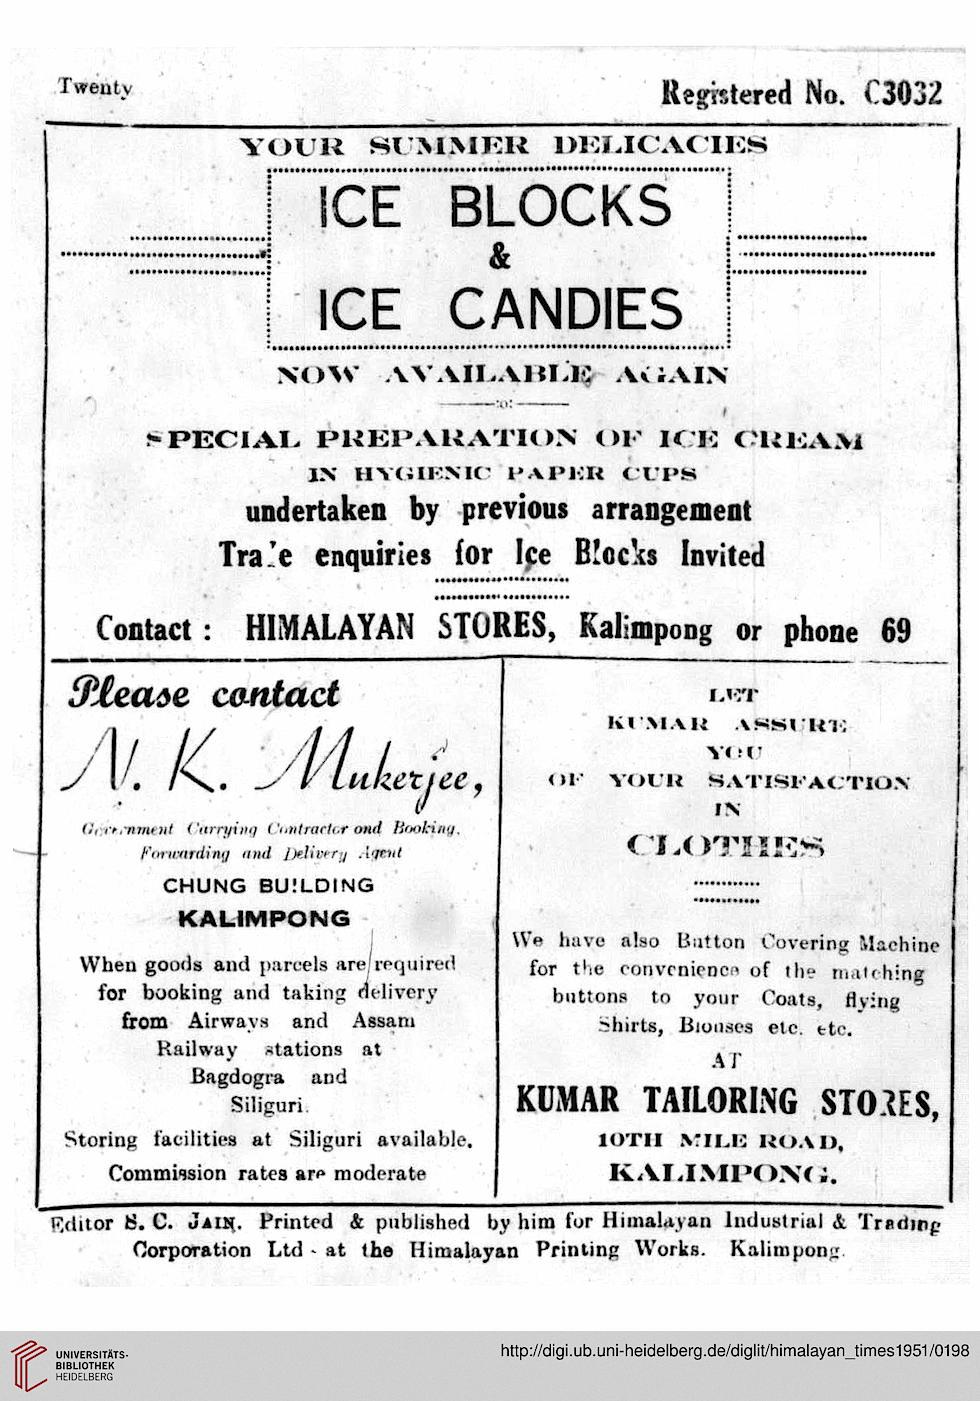 Twenty
Registered No. C3032
YOUR SUMMER DELICACIES
ICE BLOCKS
&
ICE CANDIES
NOW AVAILABLE AGAIN
:o:
SPECIAL PREPARATION OF ICE CREAM
IN HYGIENIC PAPER CUPS
undertaken by previous arrangement
Trade enquiries for Ice Blocks Invited
Contact : HIMALAYAN STORES, Kalimpong or phone 69
Please contact
N. K. Mukerjee,
Government Carrying Contractor and Booking,
Forwarding and Delivery Agent
CHUNG BUILDING
KALIMPONG
When goods and parcels are required
for booking and taking delivery
from Airways and Assam
Railway stations at
Bagdogra and
Siliguri.
Storing facilities at Siliguri available.
Commission rates are moderate
LET
KUMAR ASSURE
YOU
OF YOUR SATISFACTION
IN
CLOTHES
We have also Button Covering Machine
for the convenience of the matching
buttons to your Coats, flying
Shirts, Blouses etc. etc.
AT
KUMAR TAILORING STORES,
10TH MILE ROAD,
KALIMPONG.
Editor S. C. JAIN. Printed & published by him for Himalayan Industrial & Trading
Corporation Ltd - at the Himalayan Printing Works. Kalimpong.
UNIVERSITÄTS-
BIBLIOTHEK
HEIDELBERG
http://digi.ub.uni-heidelberg.de/diglit/himalayan_times1951/0198